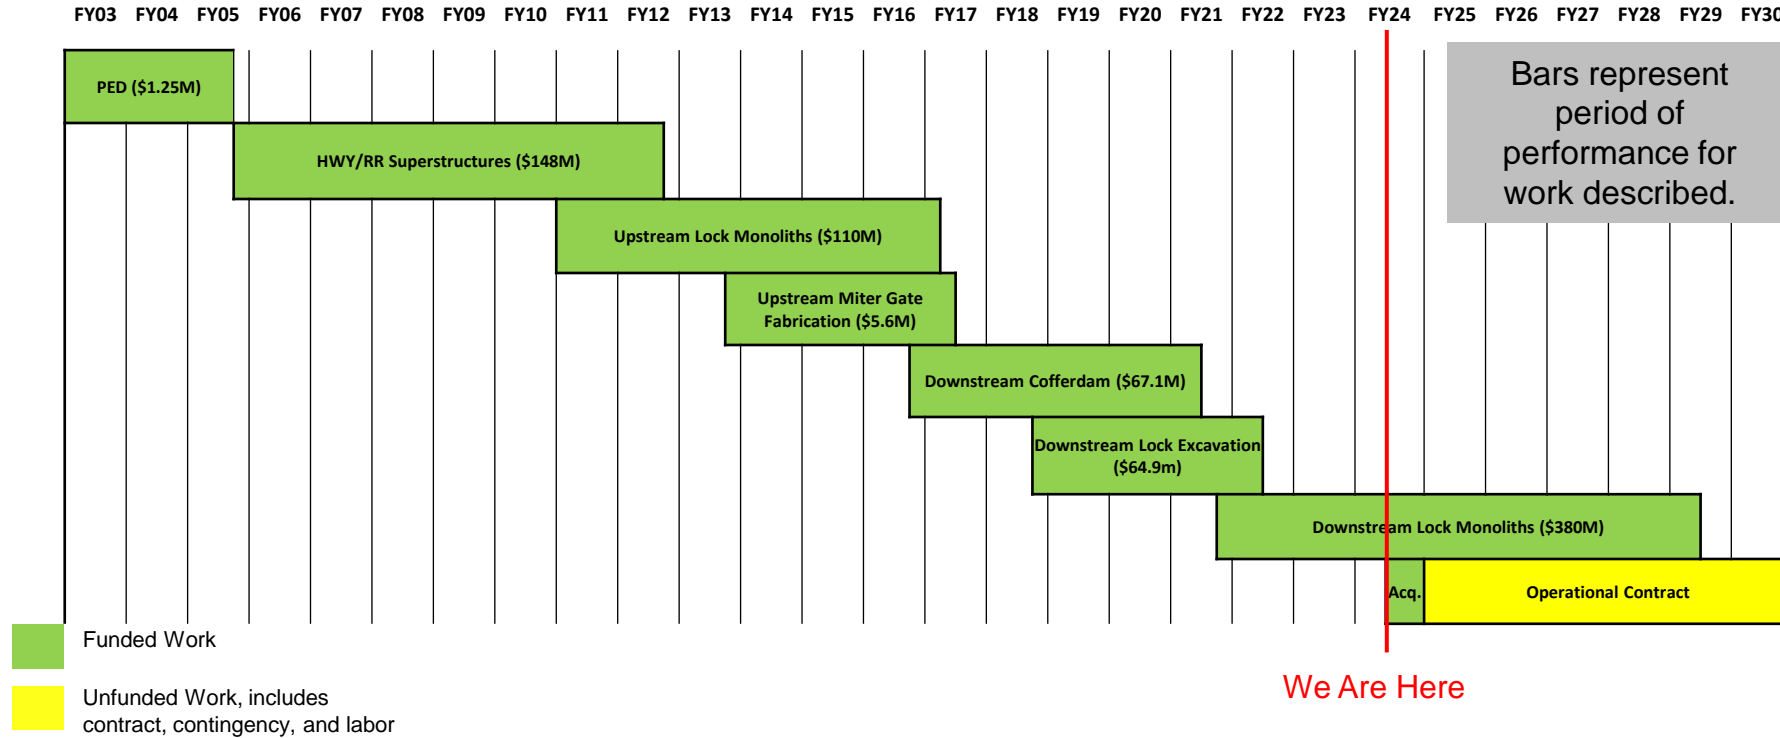 FY03 FY04 FY05 FY06 FY07 FY08 FY09 FY10 FY11 FY12 FY13 FY14 FY15 FY16 FY17 FY18 FY19 FY20 FY21 FY22 FY23 FY24 FY25 FY26 FY27 FY28 FY29 FY30
Bars represent
period of
performance for
work described.
PED ($1.25M)
HWY/RR Superstructures ($148M)
Upstream Lock Monoliths ($110M)
Upstream Miter Gate
Fabrication ($5.6M)
Downstream Cofferdam ($67.1M)
Downstream Lock Excavation
($64.9m)
Downstream Lock Monoliths ($380M)
Acq.
Operational Contract
Funded Work
Unfunded Work, includes
contract, contingency, and labor
We Are Here